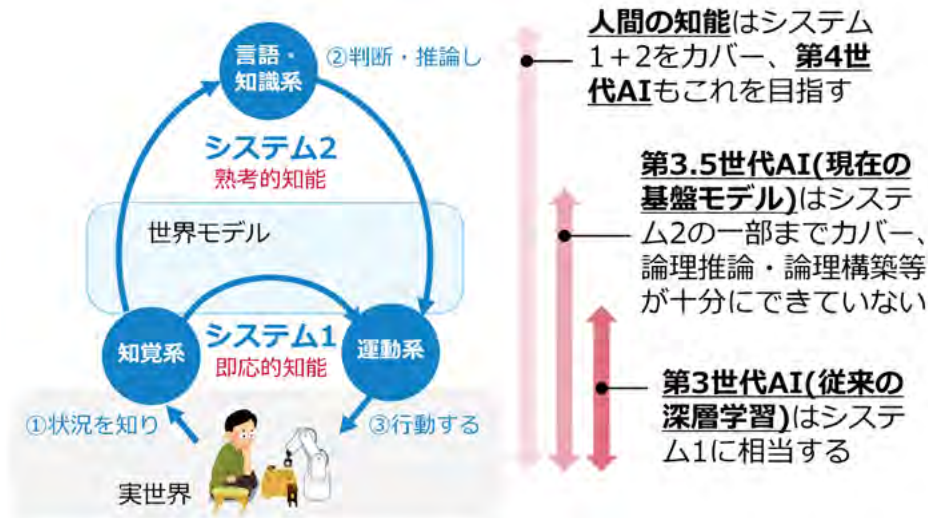 言語・
知識系
②判断・推論し
システム2
熟考的知能
世界モデル
知覚系
システム1
即応的知能
運動系
①状況を知り
③行動する
実世界
人間の知能はシステム
1+2をカバー、第4世
代AIもこれを目指す
第3.5世代AI(現在の
基盤モデル)はシステ
ム2の一部までカバー、
論理推論・論理構築等
が十分にできていない
第3世代AI(従来の
深層学習)はシステ
ム1に相当する